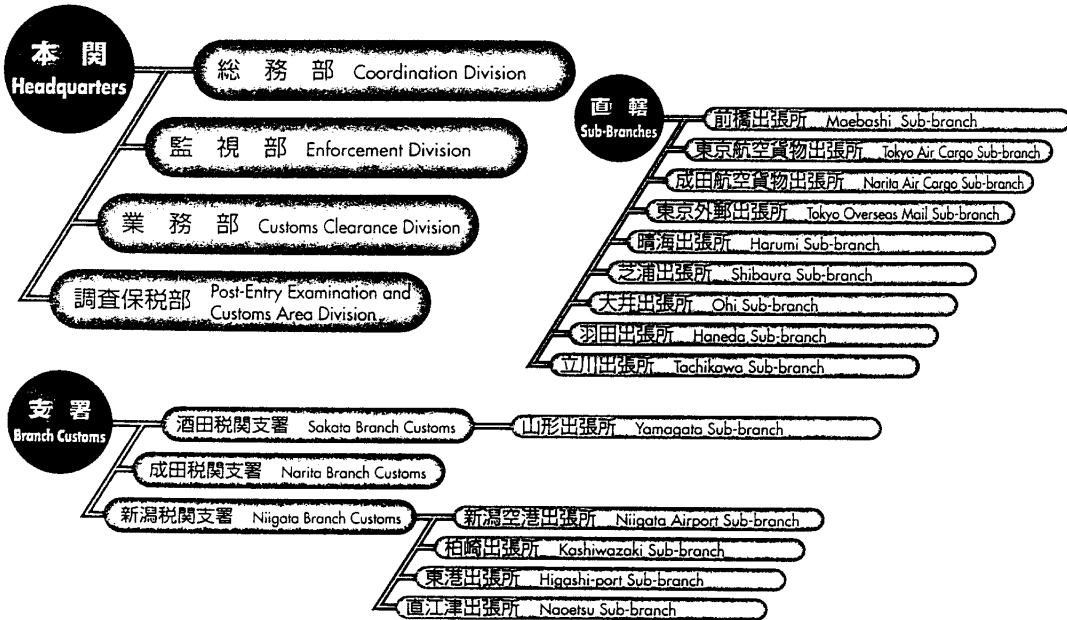 本関
Headquarters
総務部 Coordination Division
監視部 Enforcement Division
業務部 Customs Clearance Division
調査保税部 Post-Entry Examination and
Customs Area Division
直轄
Sub-Branches
前橋出張所 Maebashi Sub-branch
東京航空貨物出張所 Tokyo Air Cargo Sub-branch
成田航空貨物出張所 Narita Air Cargo Sub-branch
東京外郵出張所 Tokyo Overseas Mail Sub-branch
晴海出張所 Harumi Sub-branch
芝浦出張所 Shibaura Sub-branch
大井出張所 Ohi Sub-branch
羽田出張所 Haneda Sub-branch
立川出張所 Tachikawa Sub-branch
支署
Branch Customs
酒田税関支署 Sakata Branch Customs
山形出張所 Yamagata Sub-branch
成田税関支署 Narita Branch Customs
新潟税関支署 Niigata Branch Customs
新潟空港出張所 Niigata Airport Sub-branch
柏崎出張所 Kashiwazaki Sub-branch
東港出張所 Higashi-port Sub-branch
直江津出張所 Naoetsu Sub-branch